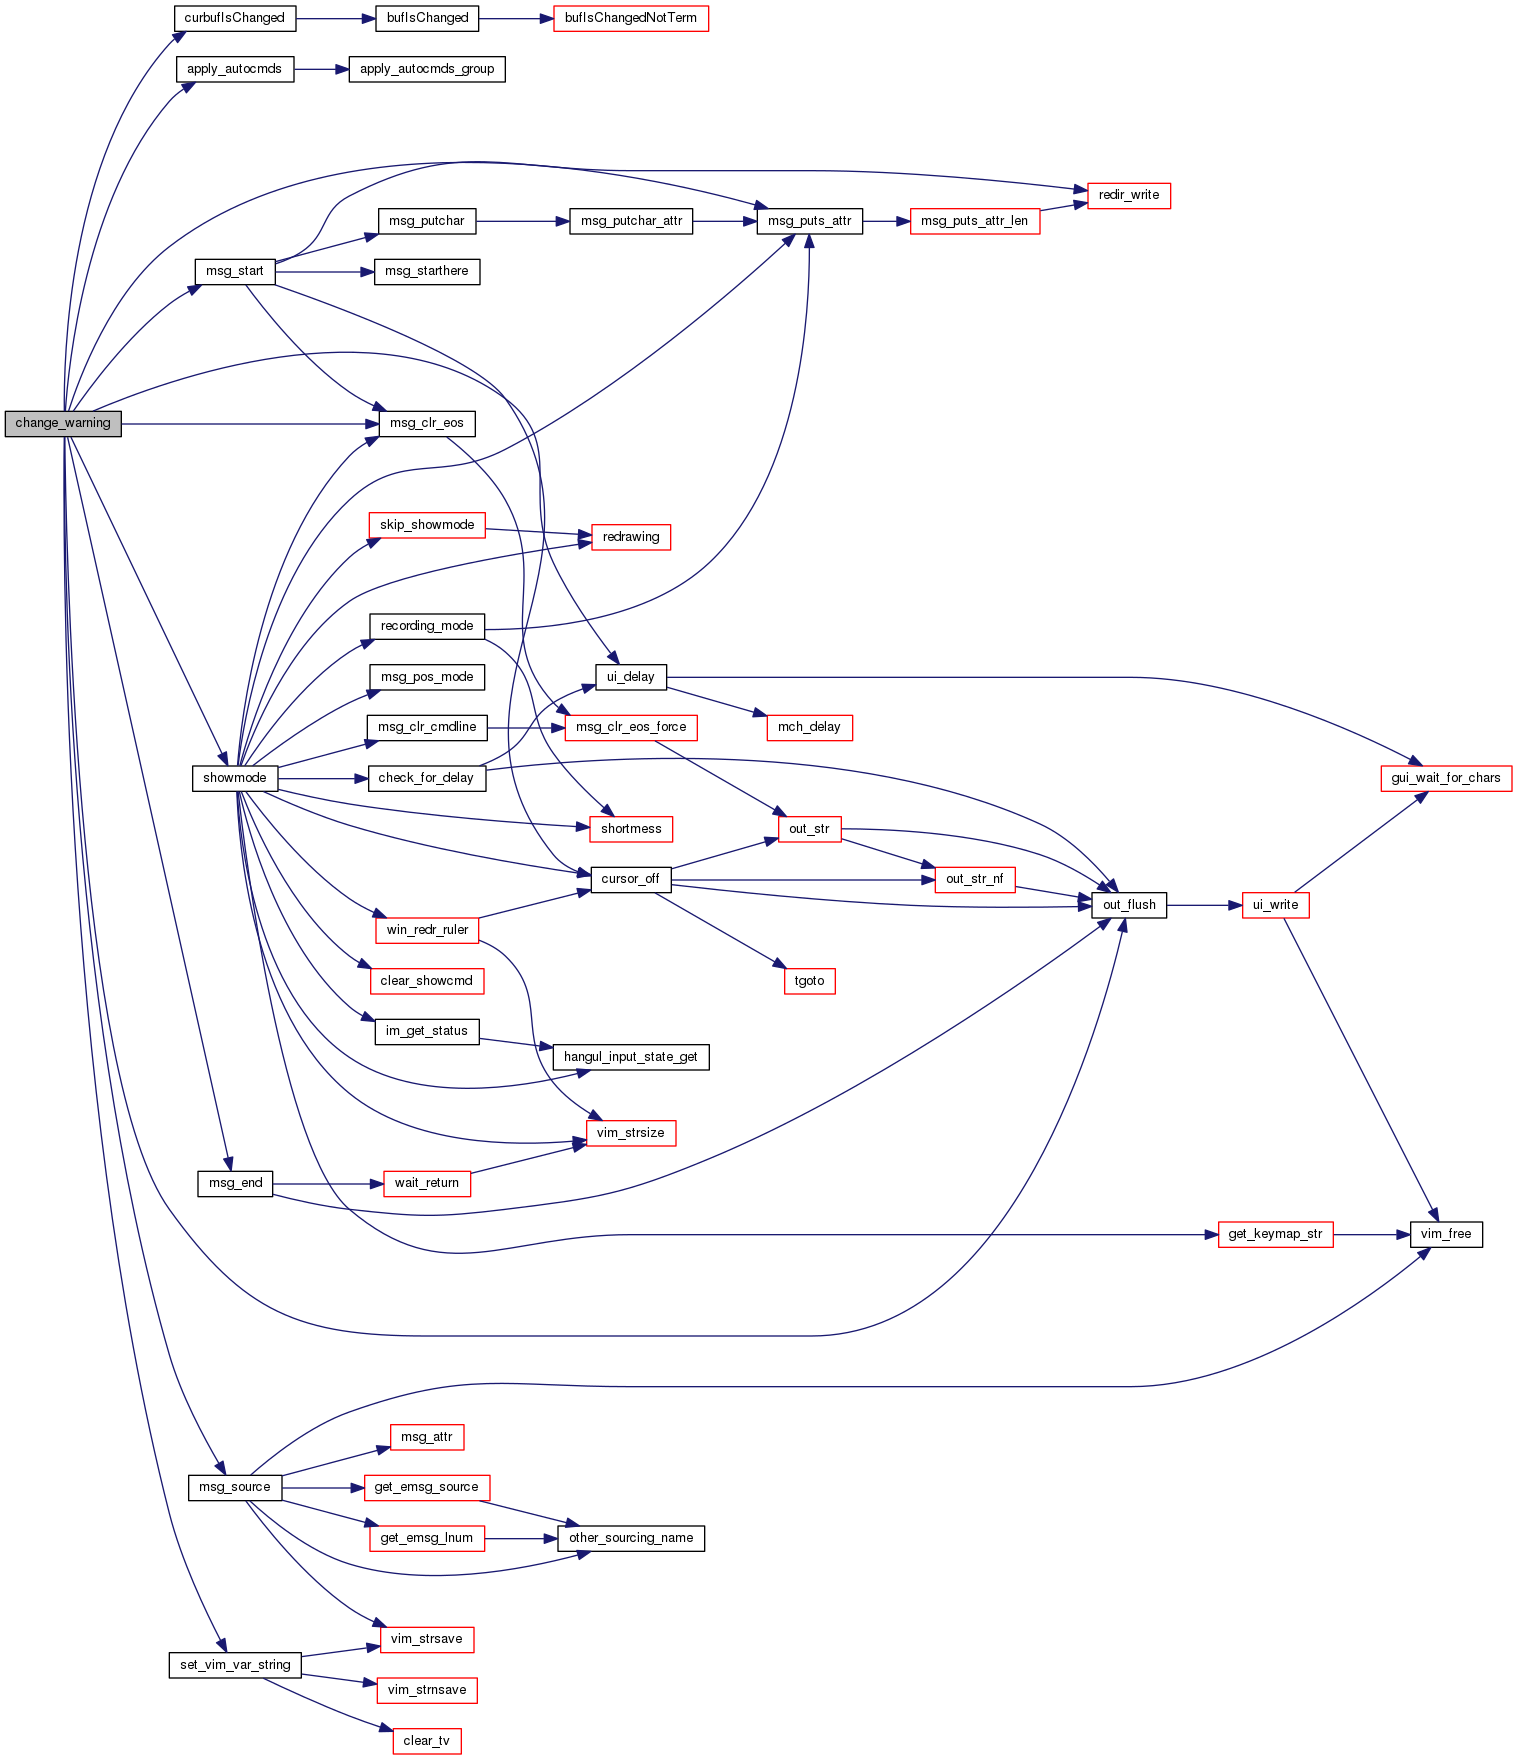 curbufIsChanged
bufIsChanged
bufIsChangedNotTerm
apply_autocmds
apply_autocmds_group
redir_write
msg_putchar
msg_putchar_attr
msg_puts_attr
msg_puts_attr_len
msg_start
msg_starthere
change_warning
msg_clr_eos
skip_showmode
redrawing
recording_mode
msg_pos_mode
ui_delay
msg_clr_cmdline
msg_clr_eos_force
mch_delay
showmode
check_for_delay
gui_wait_for_chars
shortmess
out_str
cursor_off
out_str_nf
out_flush
ui_write
win_redr_ruler
clear_showcmd
tgoto
im_get_status
hangul_input_state_get
vim_strsize
msg_end
wait_return
get_keymap_str
vim_free
msg_attr
msg_source
get_emsg_source
get_emsg_lnum
other_sourcing_name
vim_strsave
set_vim_var_string
vim_strnsave
clear_tv